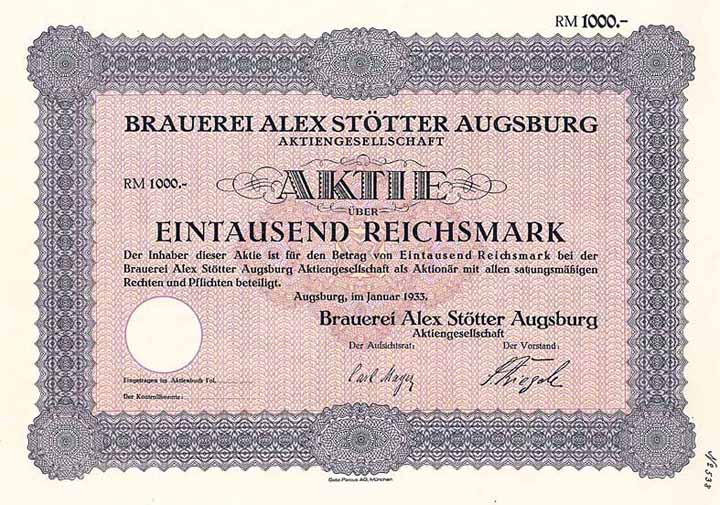 RM 1000.-
BRAUEREI ALEX STÖTTER AUGSBURG
AKTIENGESELLSCHAFT
RM 1000.-
AKTIE
ÜBER
EINTAUSEND REICHSMARK
Der Inhaber dieser Aktie ist für den Betrag von Eintausend Reichsmark bei der
Brauerei Alex Stötter Augsburg Aktiengesellschaft als Aktionär mit allen satzungsmäßigen
Rechten und Pflichten beteiligt.
Augsburg, im Januar 1933.
Brauerei Alex Stötter Augsburg
Aktiengesellschaft
Der Aufsichtsrat:
Der Vorstand:
Carl Mayer
Eingetragen im Aktienbuch Fol.
Der Kontrollbeamte:
Giesecke